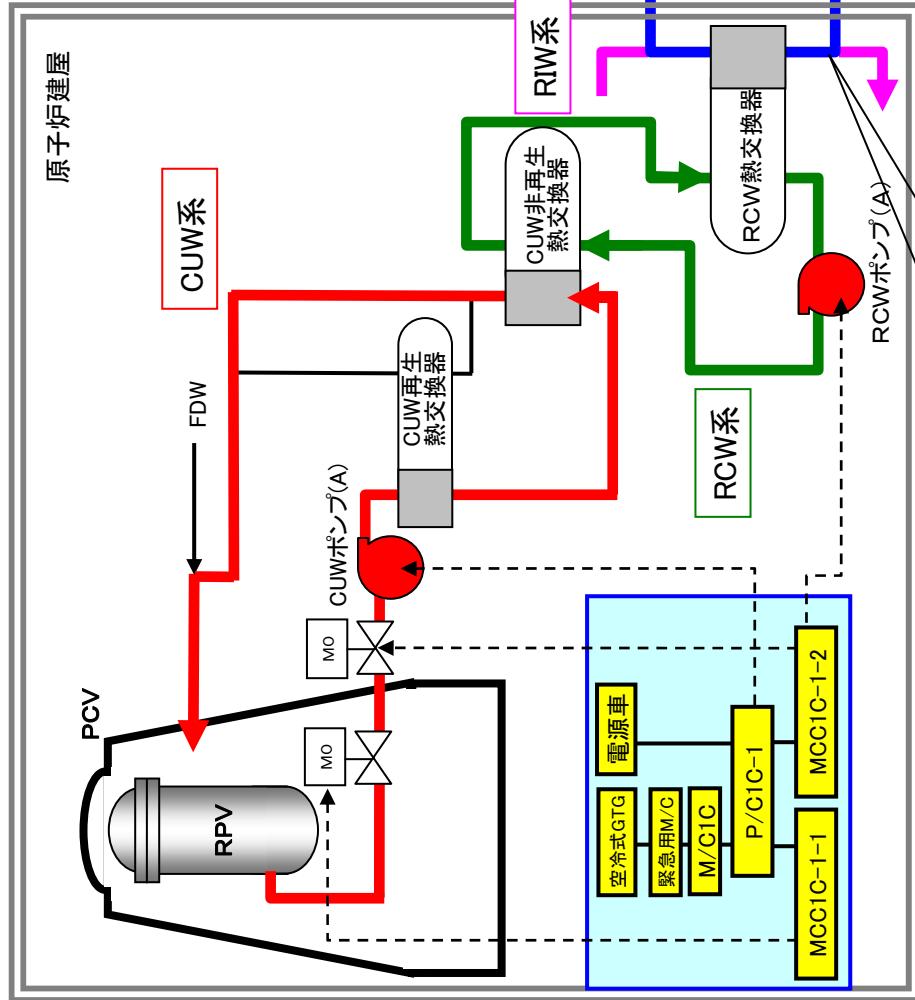 原子炉建屋
RIW系
CUW系
RCW熱交換器
CUW非再生
熱交換器
FDW
CUW再生
熱交換器
RCWポンプ(A)
RCW系
CUWポンプ(A)
MO
MO
PCV
RPV
電源車
空冷式GTG
緊急用M/C
M/C1C
P/C1C-1
MCC1C-1-2
MCC1C-1-1